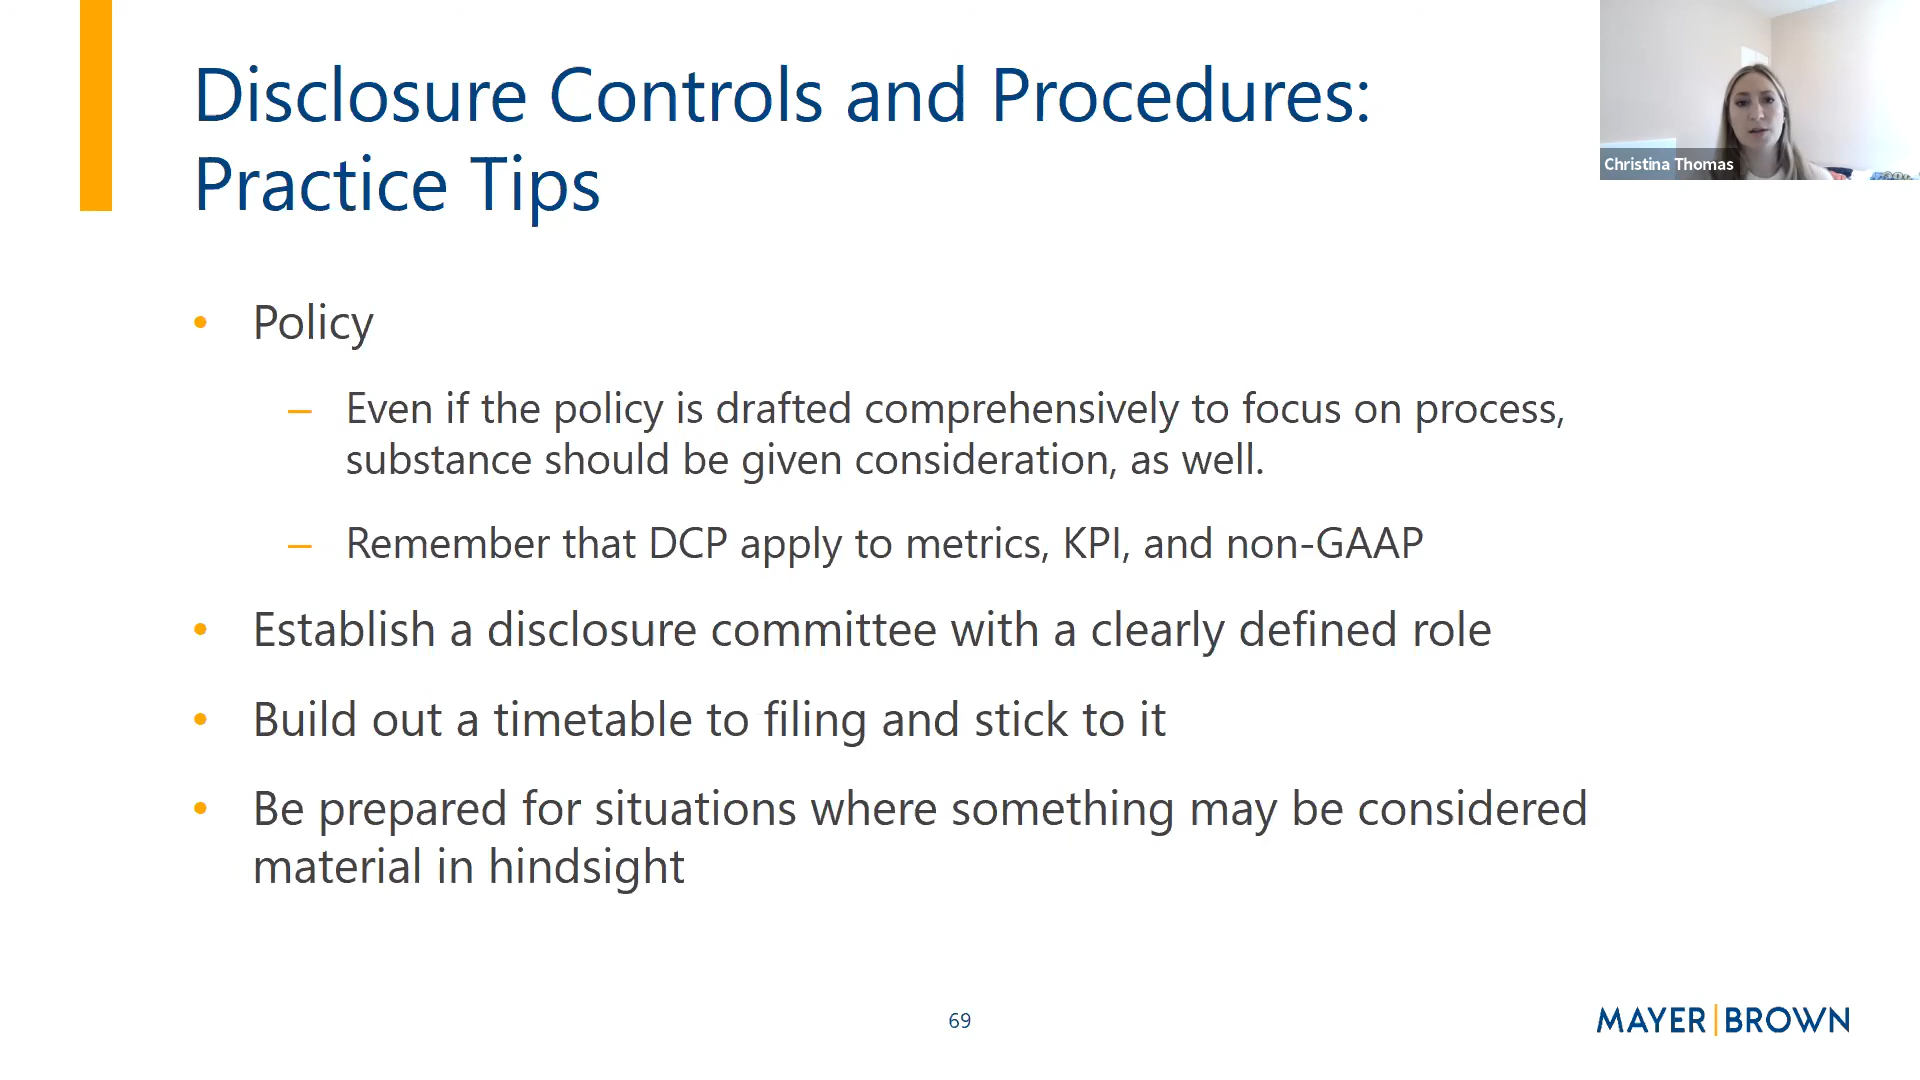 Disclosure Controls and Procedures:
Practice Tips
Christina Thomas
• Policy
– Even if the policy is drafted comprehensively to focus on process,
substance should be given consideration, as well.
– Remember that DCP apply to metrics, KPI, and non-GAAP
• Establish a disclosure committee with a clearly defined role
• Build out a timetable to filing and stick to it
• Be prepared for situations where something may be considered
material in hindsight
69
MAYER|BROWN